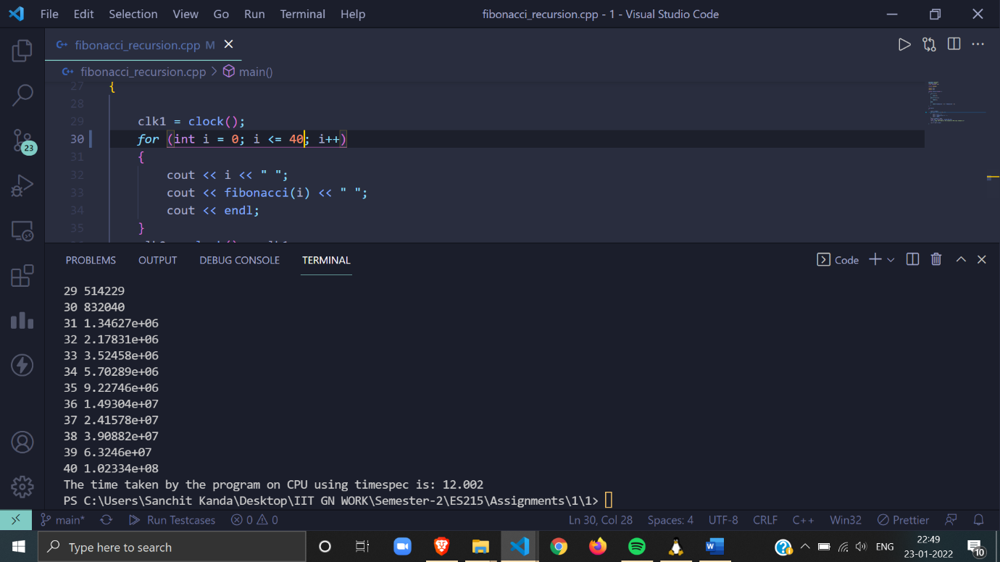 File Edit Selection View Go Run Terminal Help fibonacci_recursion.cpp - 1 - Visual Studio Code
fibonacci_recursion.cpp M
fibonacci_recursion.cpp > main()
27 {
28
29 clk1 = clock();
30 for (int i = 0; i <= 40; i++)
31 {
32 cout << i << " ";
33 cout << fibonacci(i) << " ";
34 cout << endl;
35 }
PROBLEMS OUTPUT DEBUG CONSOLE TERMINAL Code
29 514229
30 832040
31 1.34627e+06
32 2.17831e+06
33 3.52458e+06
34 5.70289e+06
35 9.22746e+06
36 1.49304e+07
37 2.41578e+07
38 3.90882e+07
39 6.3246e+07
40 1.02334e+08
The time taken by the program on CPU using timespec is: 12.002
PS C:\Users\Sanchit Kanda\Desktop\IIT GN WORK\Semester-2\ES215\Assignments\1\1>
23
main* Run Testcases 0 0 Ln 30, Col 28 Spaces: 4 UTF-8 CRLF C++ Win32 Prettier
Type here to search ENG 22:49
23-01-2022 10